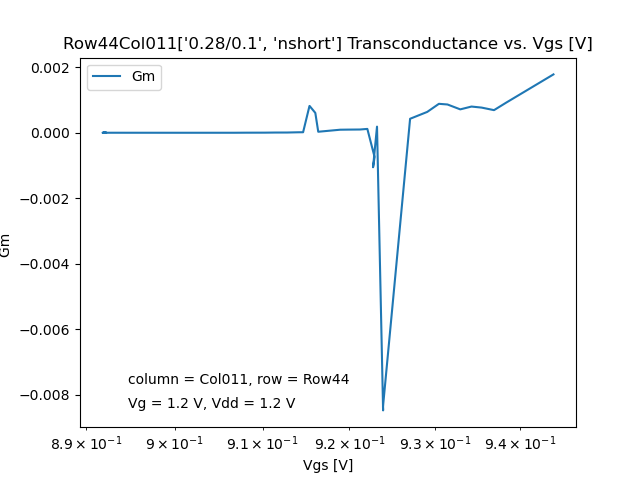 Row44Col011['0.28/0.1', 'nshort'] Transconductance vs. Vgs [V]
Gm
0.002
0.000
−0.002
−0.004
−0.006
−0.008
Gm
column = Col011, row = Row44
Vg = 1.2 V, Vdd = 1.2 V
8.9 × 10⁻¹ 9 × 10⁻¹ 9.1 × 10⁻¹ 9.2 × 10⁻¹ 9.3 × 10⁻¹ 9.4 × 10⁻¹
Vgs [V]